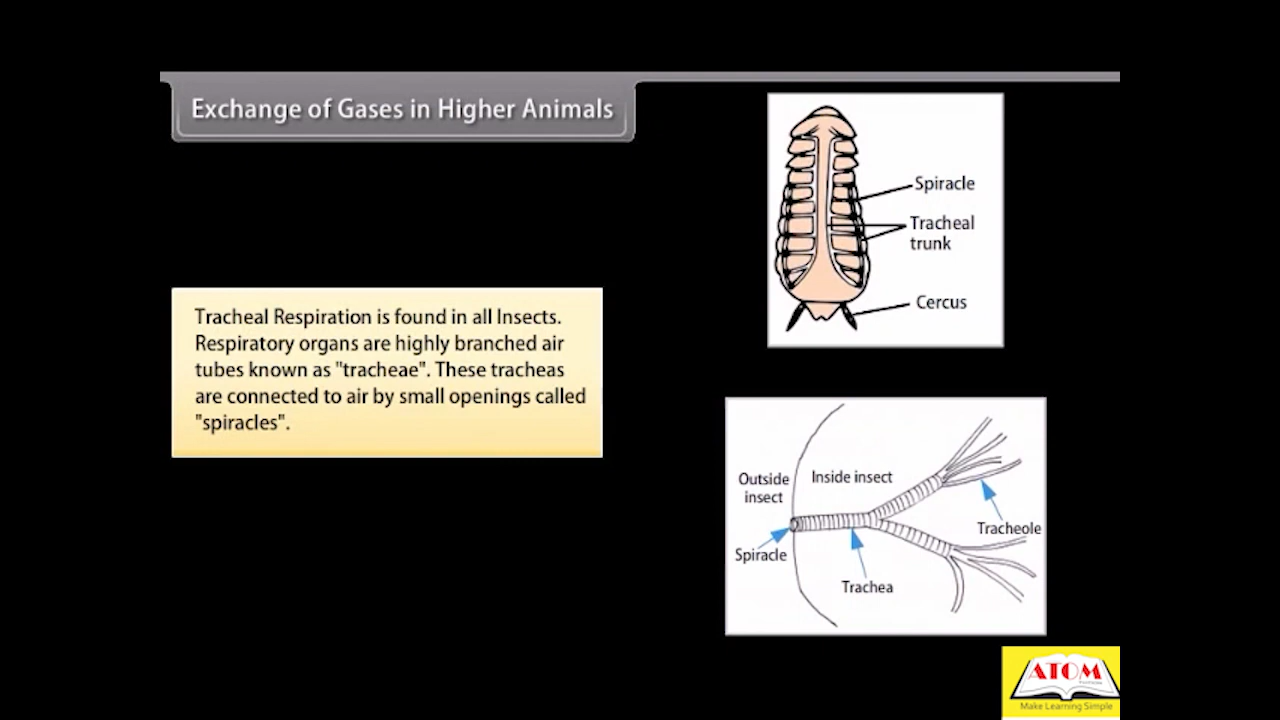 Exchange of Gases in Higher Animals
Spiracle
Tracheal
trunk
Cercus
Tracheal Respiration is found in all Insects.
Respiratory organs are highly branched air
tubes known as "tracheae". These tracheas
are connected to air by small openings called
"spiracles".
Outside
insect
Inside insect
Tracheole
Spiracle
Trachea
ATOM
Make Learning Simple